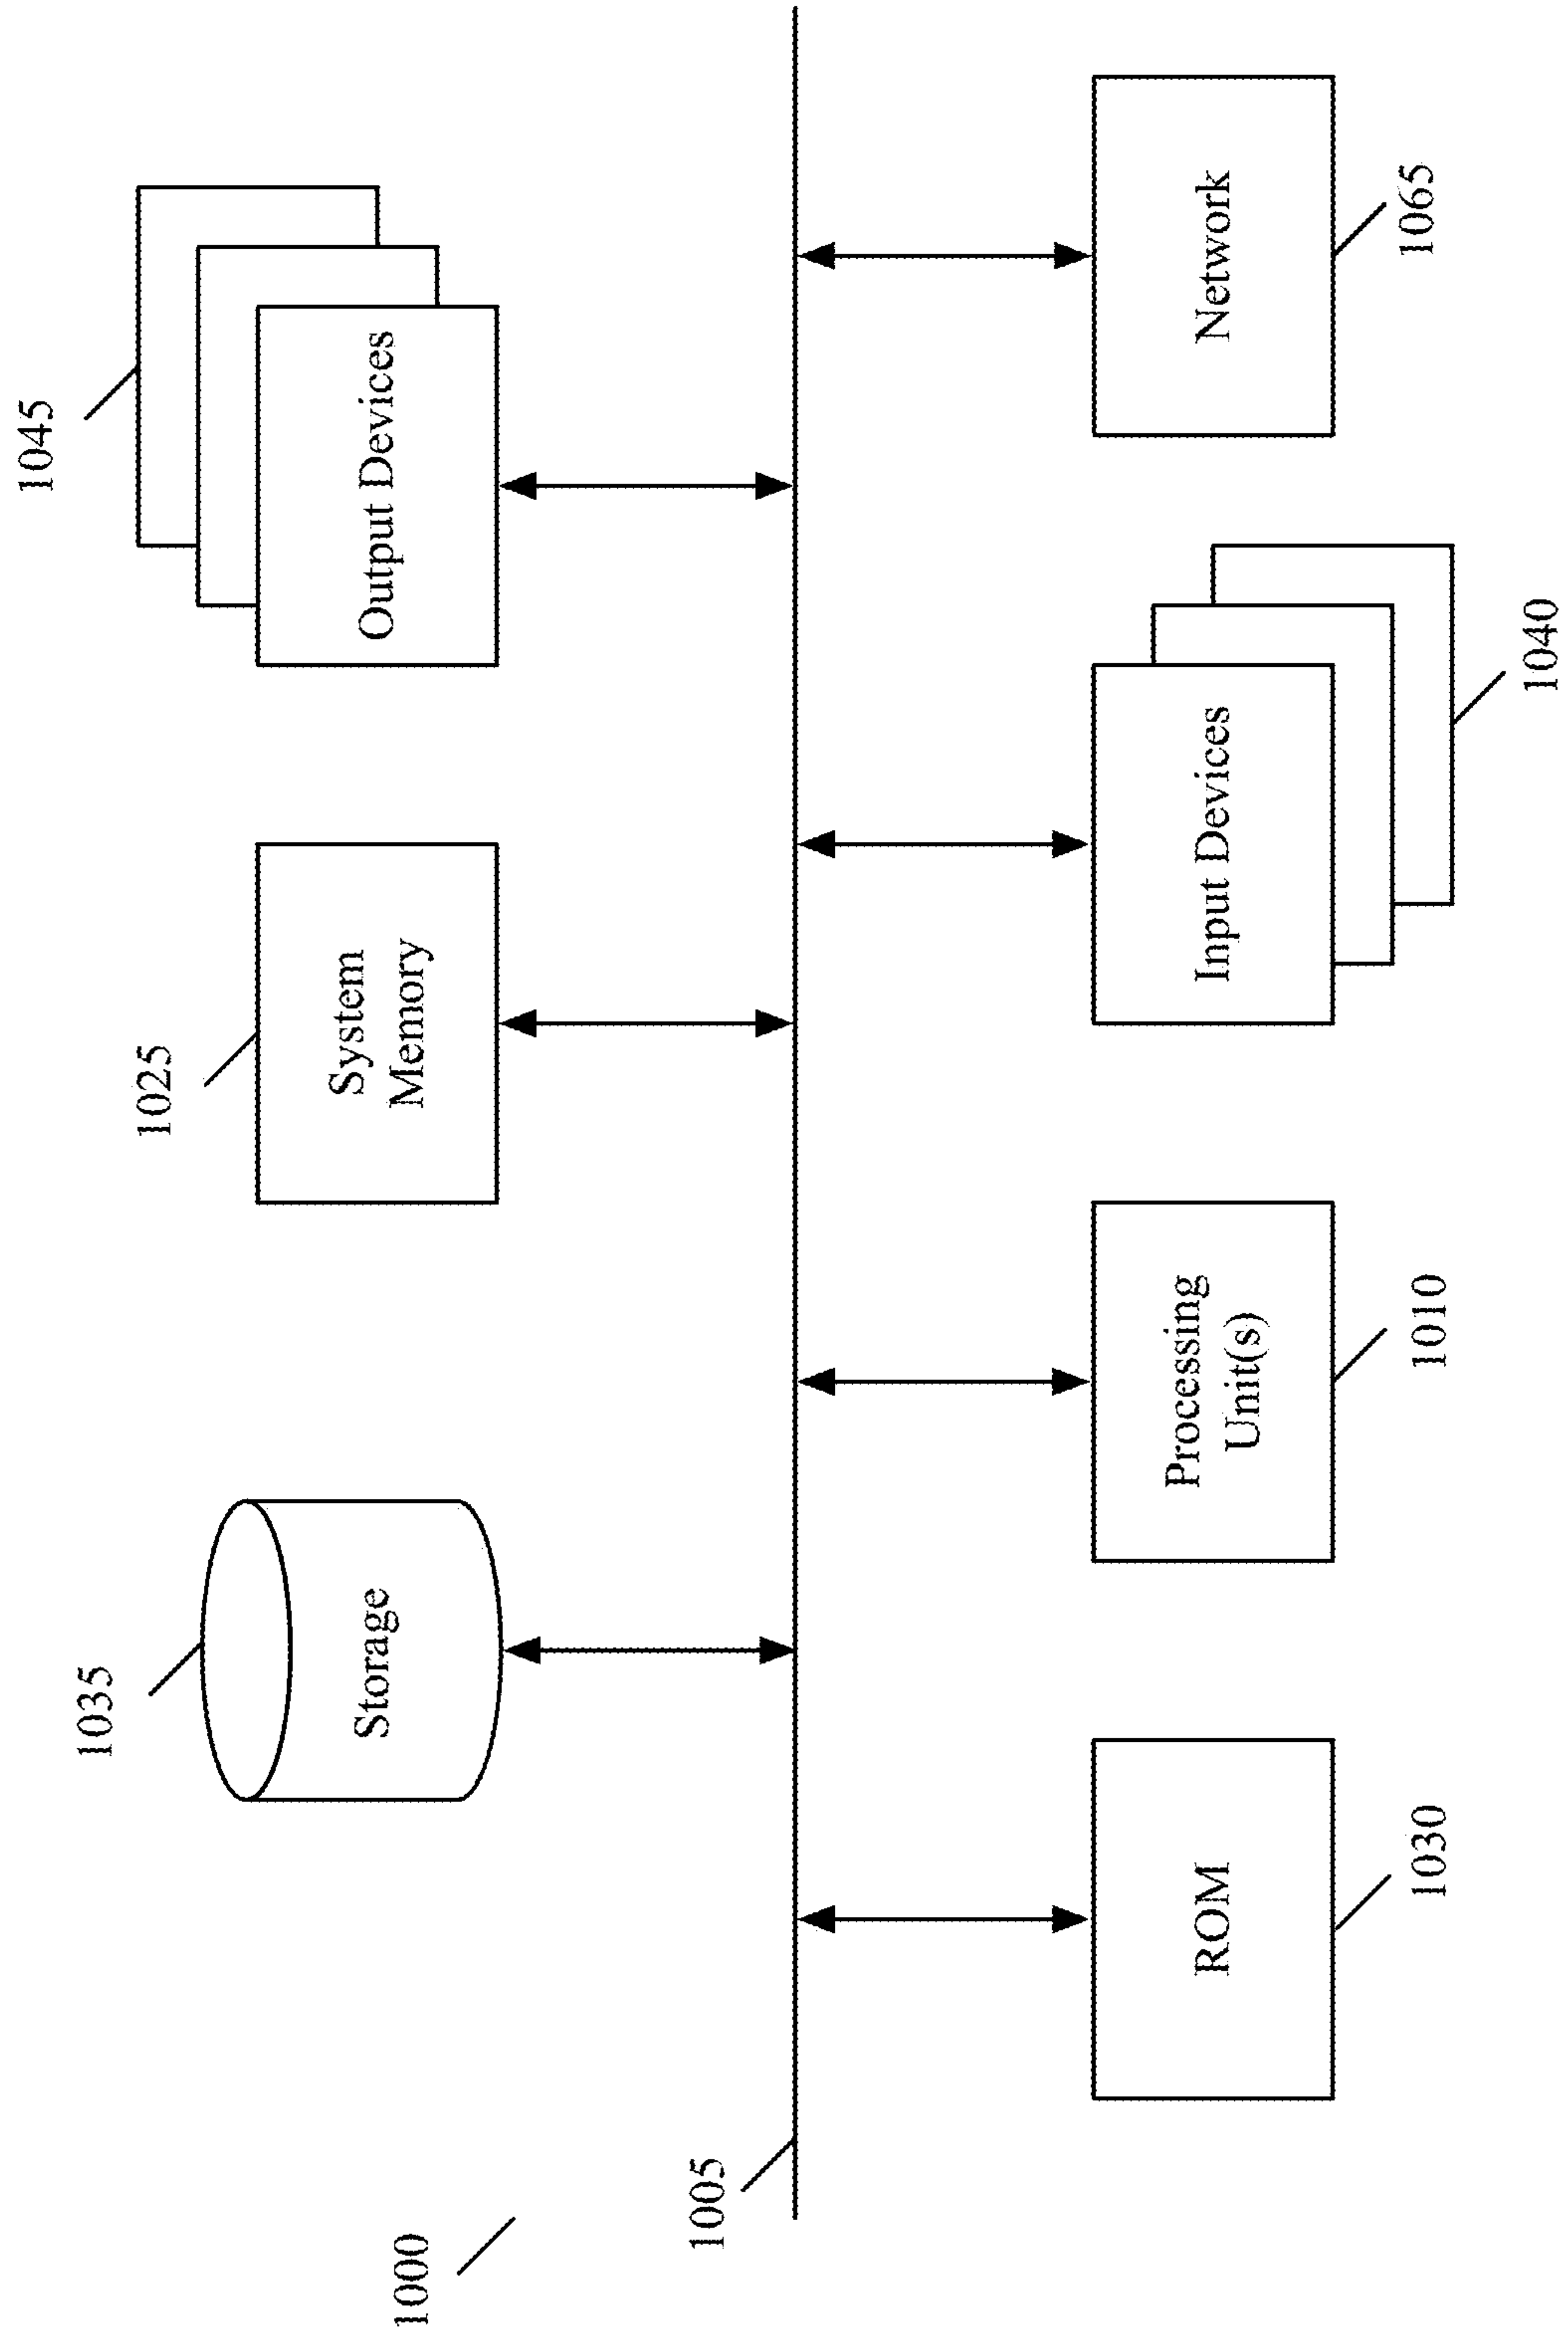 1035
Storage
1025
System
Memory
1045
Output Devices
1000
1005
ROM
1030
Processing
Unit(s)
1010
Input Devices
1040
Network
1065